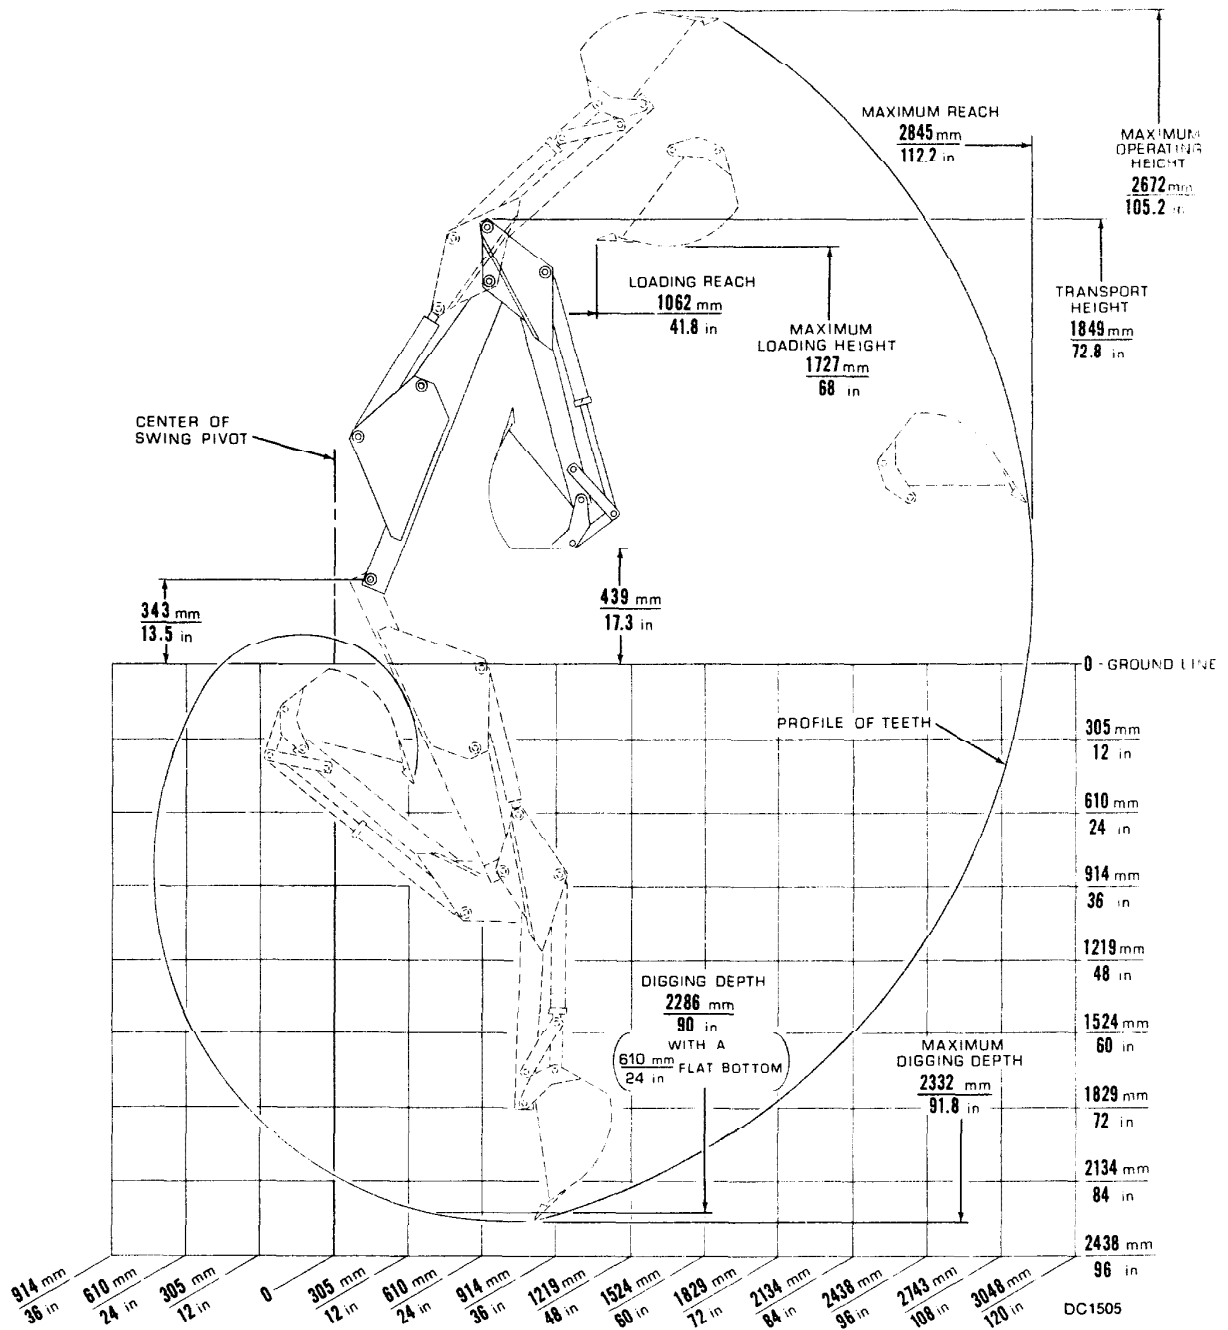 MAXIMUM REACH
2845 mm
112.2 in
MAXIMUM
OPERATING
HEIGHT
2672 mm
105.2 in
LOADING REACH
1062 mm
41.8 in
MAXIMUM
LOADING HEIGHT
1727 mm
68 in
TRANSPORT
HEIGHT
1849 mm
72.8 in
CENTER OF
SWING PIVOT
343 mm
13.5 in
439 mm
17.3 in
0 - GROUND LINE
PROFILE OF TEETH
305 mm
12 in
610 mm
24 in
914 mm
36 in
1219 mm
48 in
DIGGING DEPTH
2286 mm
90 in
WITH A
610 mm
24 in
FLAT BOTTOM
1524 mm
60 in
MAXIMUM
DIGGING DEPTH
2332 mm
91.8 in
1829 mm
72 in
2134 mm
84 in
2438 mm
96 in
914 mm
36 in
610 mm
24 in
305 mm
12 in
0
305 mm
12 in
610 mm
24 in
914 mm
36 in
1219 mm
48 in
1524 mm
60 in
1829 mm
72 in
2134 mm
84 in
2438 mm
96 in
2743 mm
108 in
3048 mm
120 in
DC1505